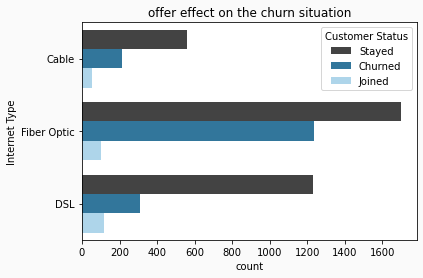 offer effect on the churn situation
Customer Status
Stayed
Churned
Joined
Internet Type
Cable
Fiber Optic
DSL
0 200 400 600 800 1000 1200 1400 1600
count